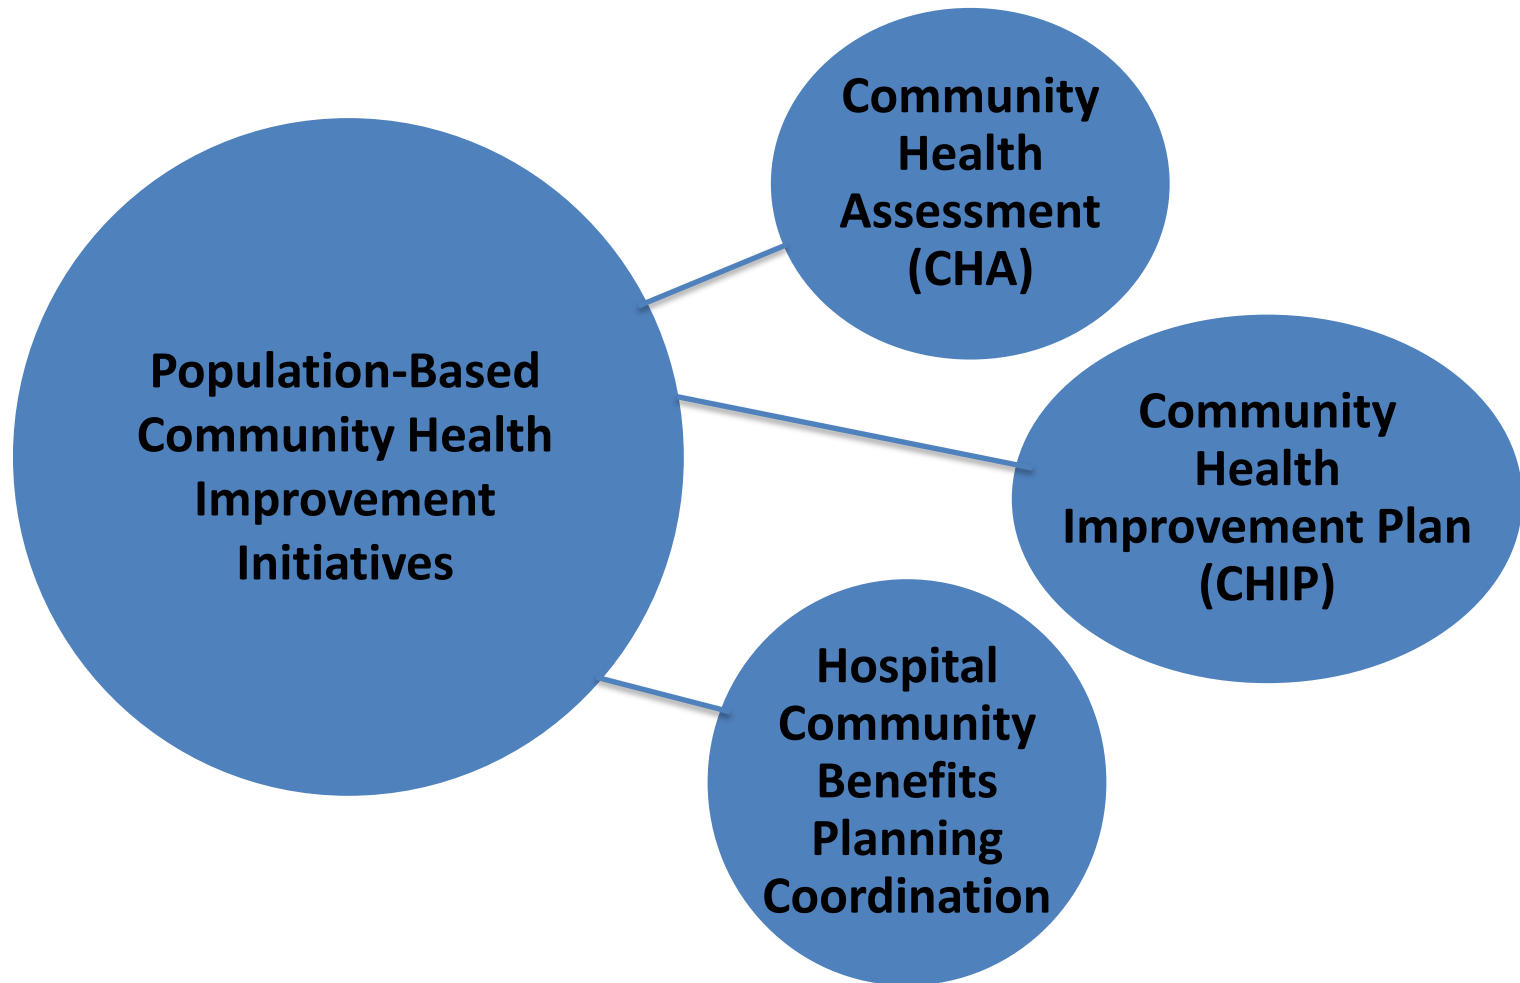 Population-Based
Community Health
Improvement
Initiatives
Community
Health
Assessment
(CHA)
Community
Health
Improvement Plan
(CHIP)
Hospital
Community
Benefits
Planning
Coordination